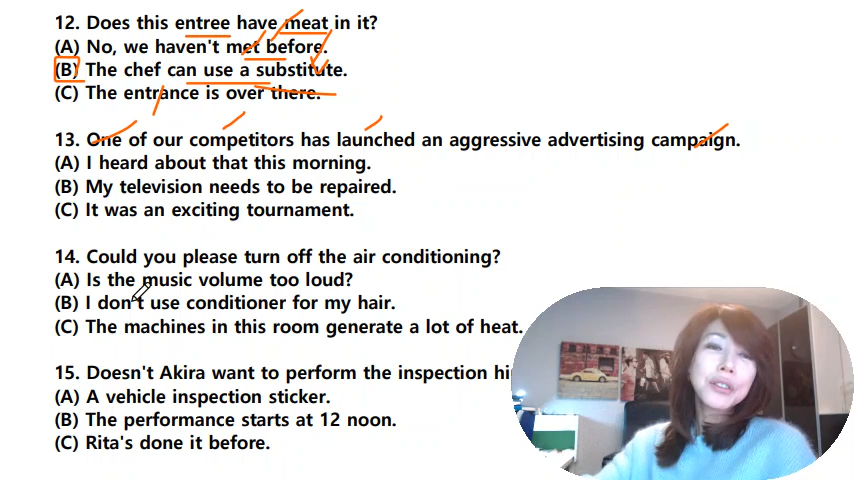 12. Does this entree have meat in it?
(A) No, we haven't met before.
(B) The chef can use a substitute.
(C) The entrance is over there.
13. One of our competitors has launched an aggressive advertising campaign.
(A) I heard about that this morning.
(B) My television needs to be repaired.
(C) It was an exciting tournament.
14. Could you please turn off the air conditioning?
(A) Is the music volume too loud?
(B) I don't use conditioner for my hair.
(C) The machines in this room generate a lot of heat.
15. Doesn't Akira want to perform the inspection
(A) A vehicle inspection sticker.
(B) The performance starts at 12 noon.
(C) Rita's done it before.